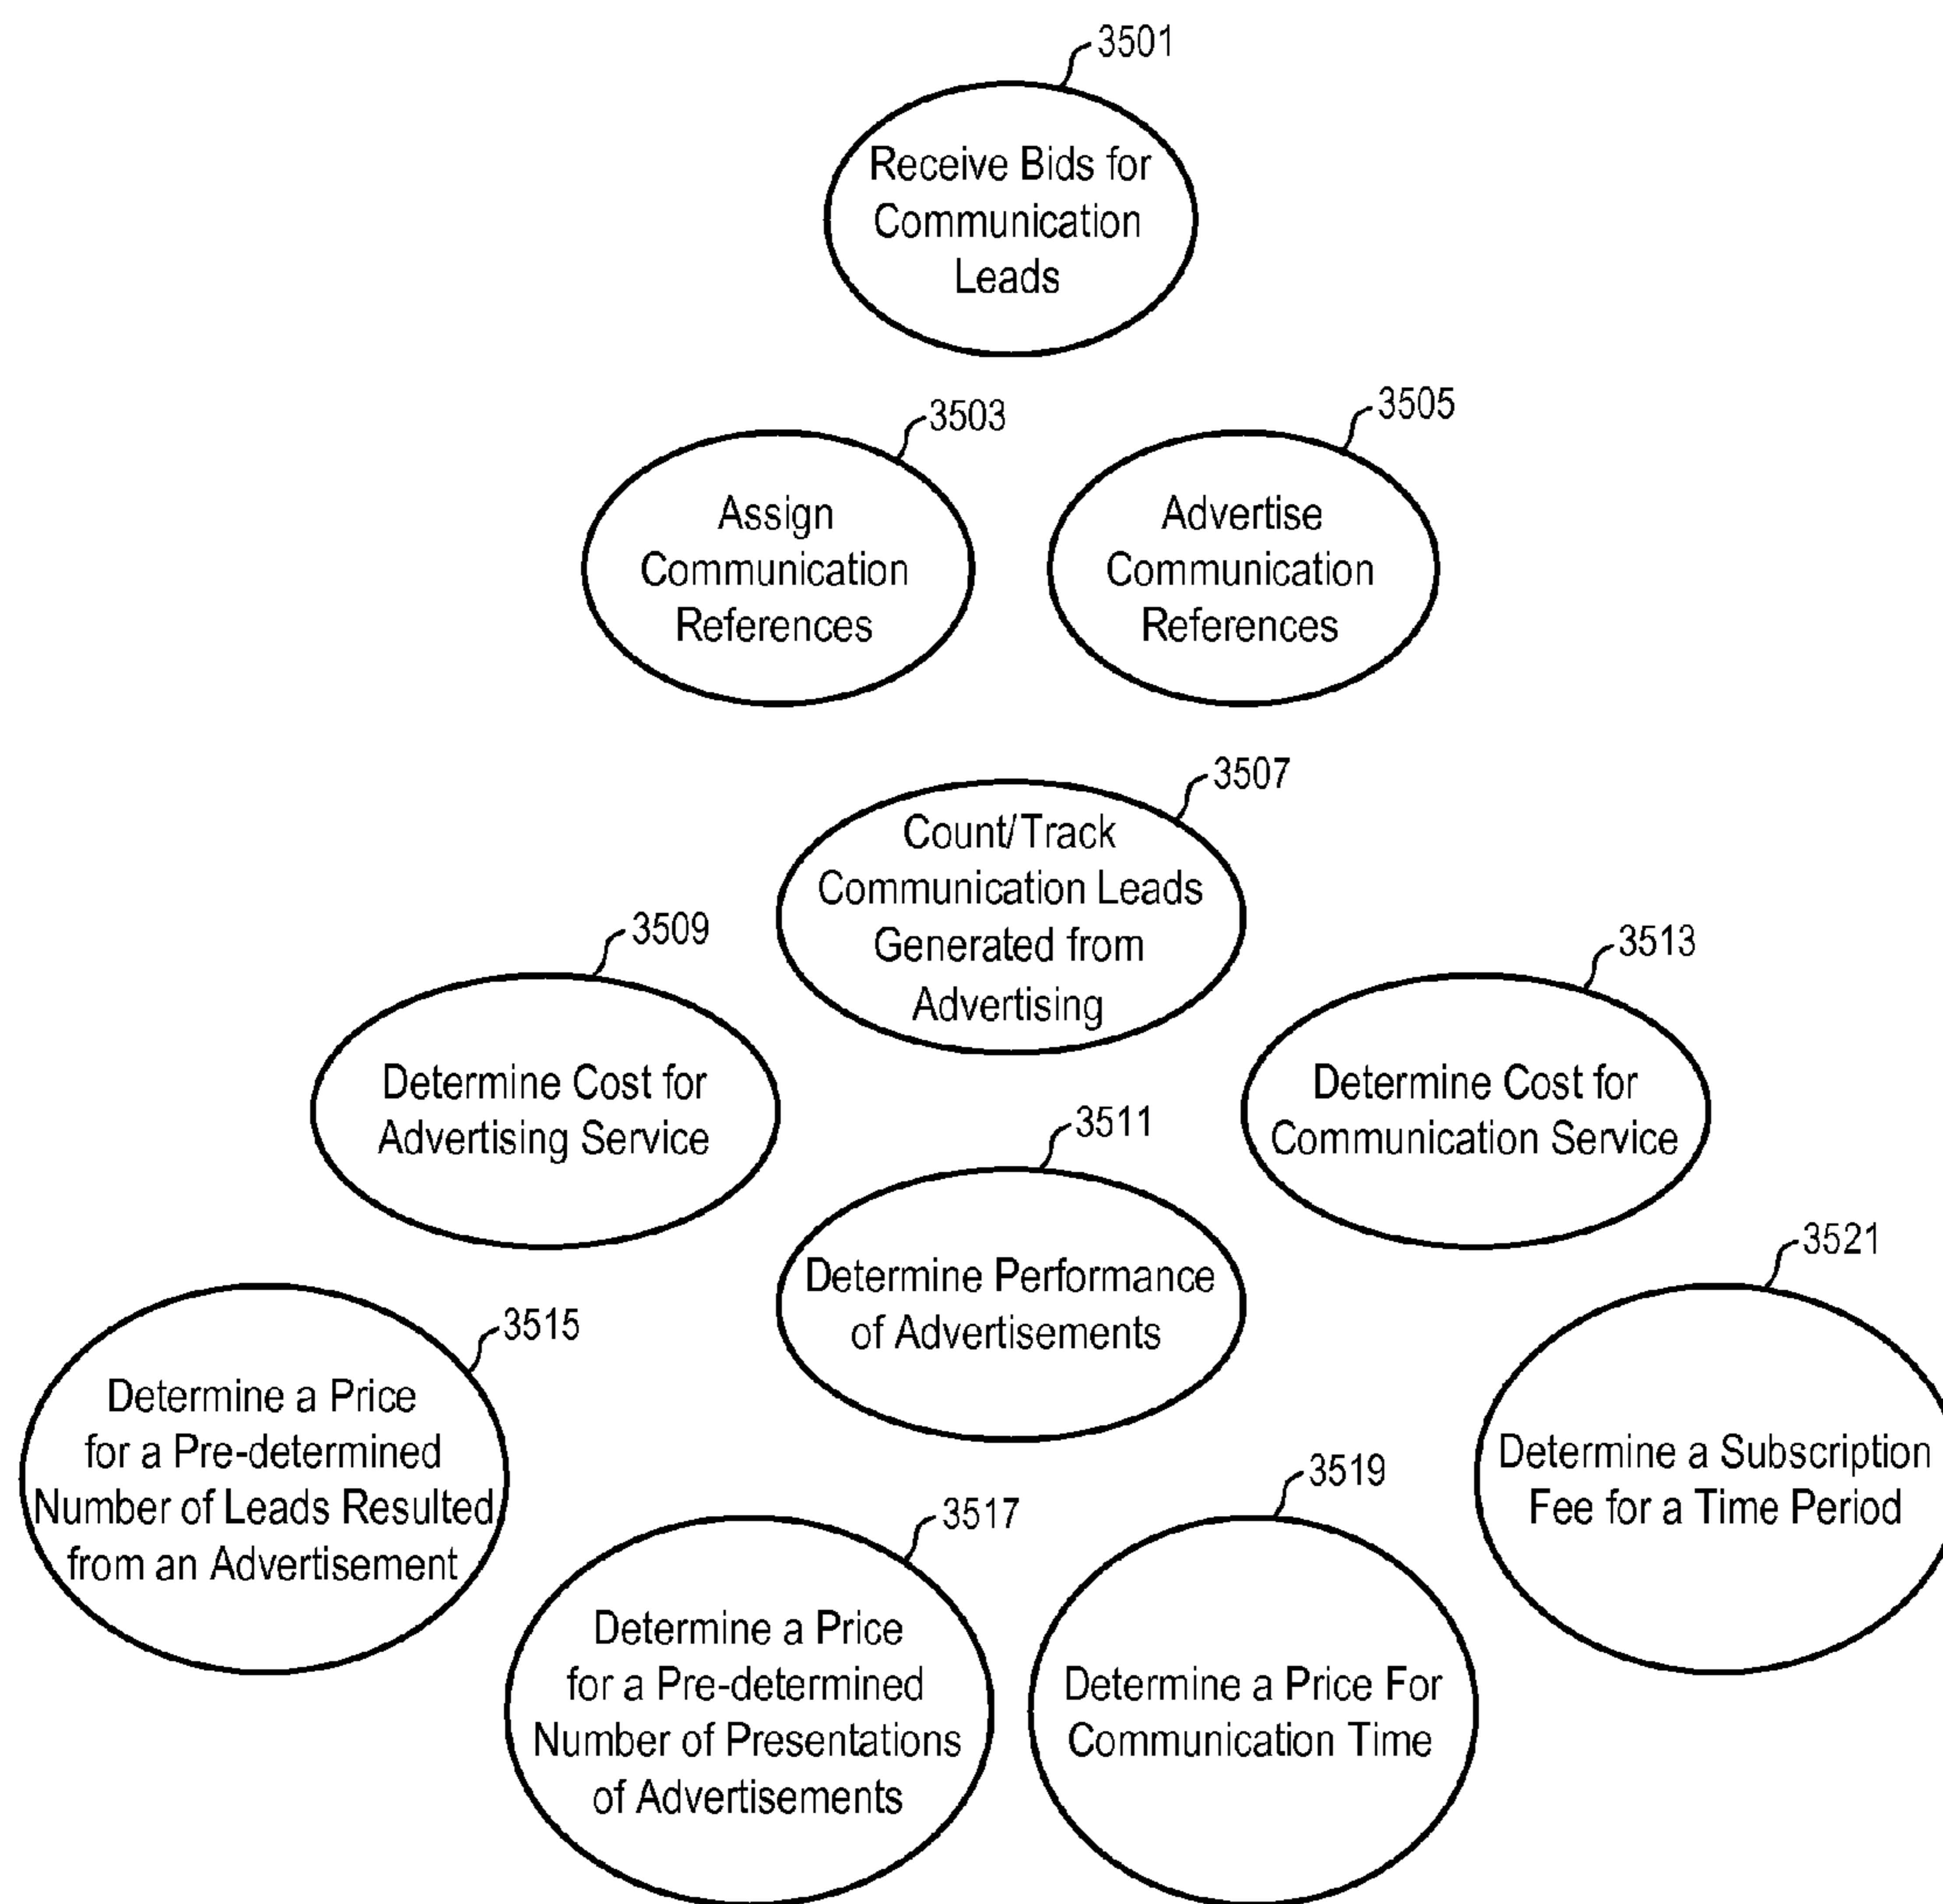 3501
Receive Bids for
Communication
Leads
3503
Assign
Communication
References
3505
Advertise
Communication
References
3507
Count/Track
Communication Leads
Generated from
Advertising
3509
Determine Cost for
Advertising Service
3513
Determine Cost for
Communication Service
3511
Determine Performance
of Advertisements
3515
Determine a Price
for a Pre-determined
Number of Leads Resulted
from an Advertisement
3521
Determine a Subscription
Fee for a Time Period
3517
Determine a Price
for a Pre-determined
Number of Presentations
of Advertisements
3519
Determine a Price For
Communication Time